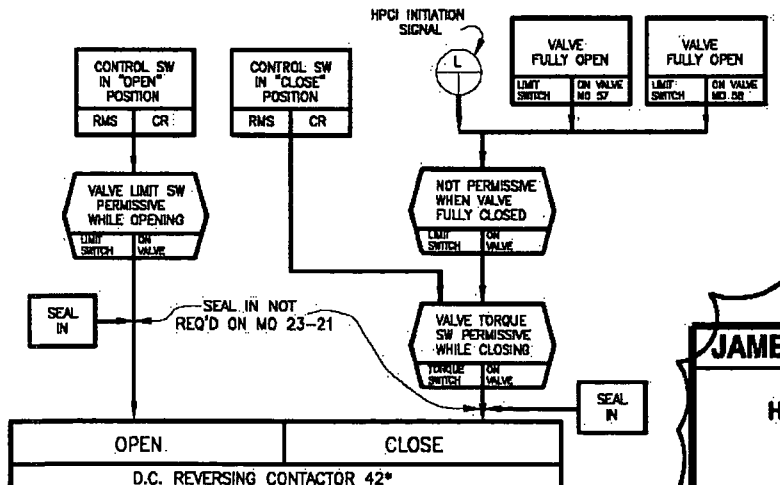 HPCI INITIATION
SIGNAL
L
CONTROL SW
IN "OPEN"
POSITION
RMS CR
CONTROL SW
IN "CLOSE"
POSITION
RMS CR
VALVE
FULLY OPEN
LIMIT
SWITCH
ON VALVE
MO 57
VALVE
FULLY OPEN
LIMIT
SWITCH
ON VALVE
MO 58
VALVE LIMIT SW
PERMISSIVE
WHILE OPENING
LIMIT
SWITCH
ON
VALVE
NOT PERMISSIVE
WHEN VALVE
FULLY CLOSED
LIMIT
SWITCH
ON
VALVE
SEAL
IN
SEAL IN NOT
REQ'D ON MO 23-21
VALVE TORQUE
SW PERMISSIVE
WHILE CLOSING
TORQUE
SWITCH
ON
VALVE
SEAL
IN
JAME
H
OPEN CLOSE
D.C. REVERSING CONTACTOR 42*